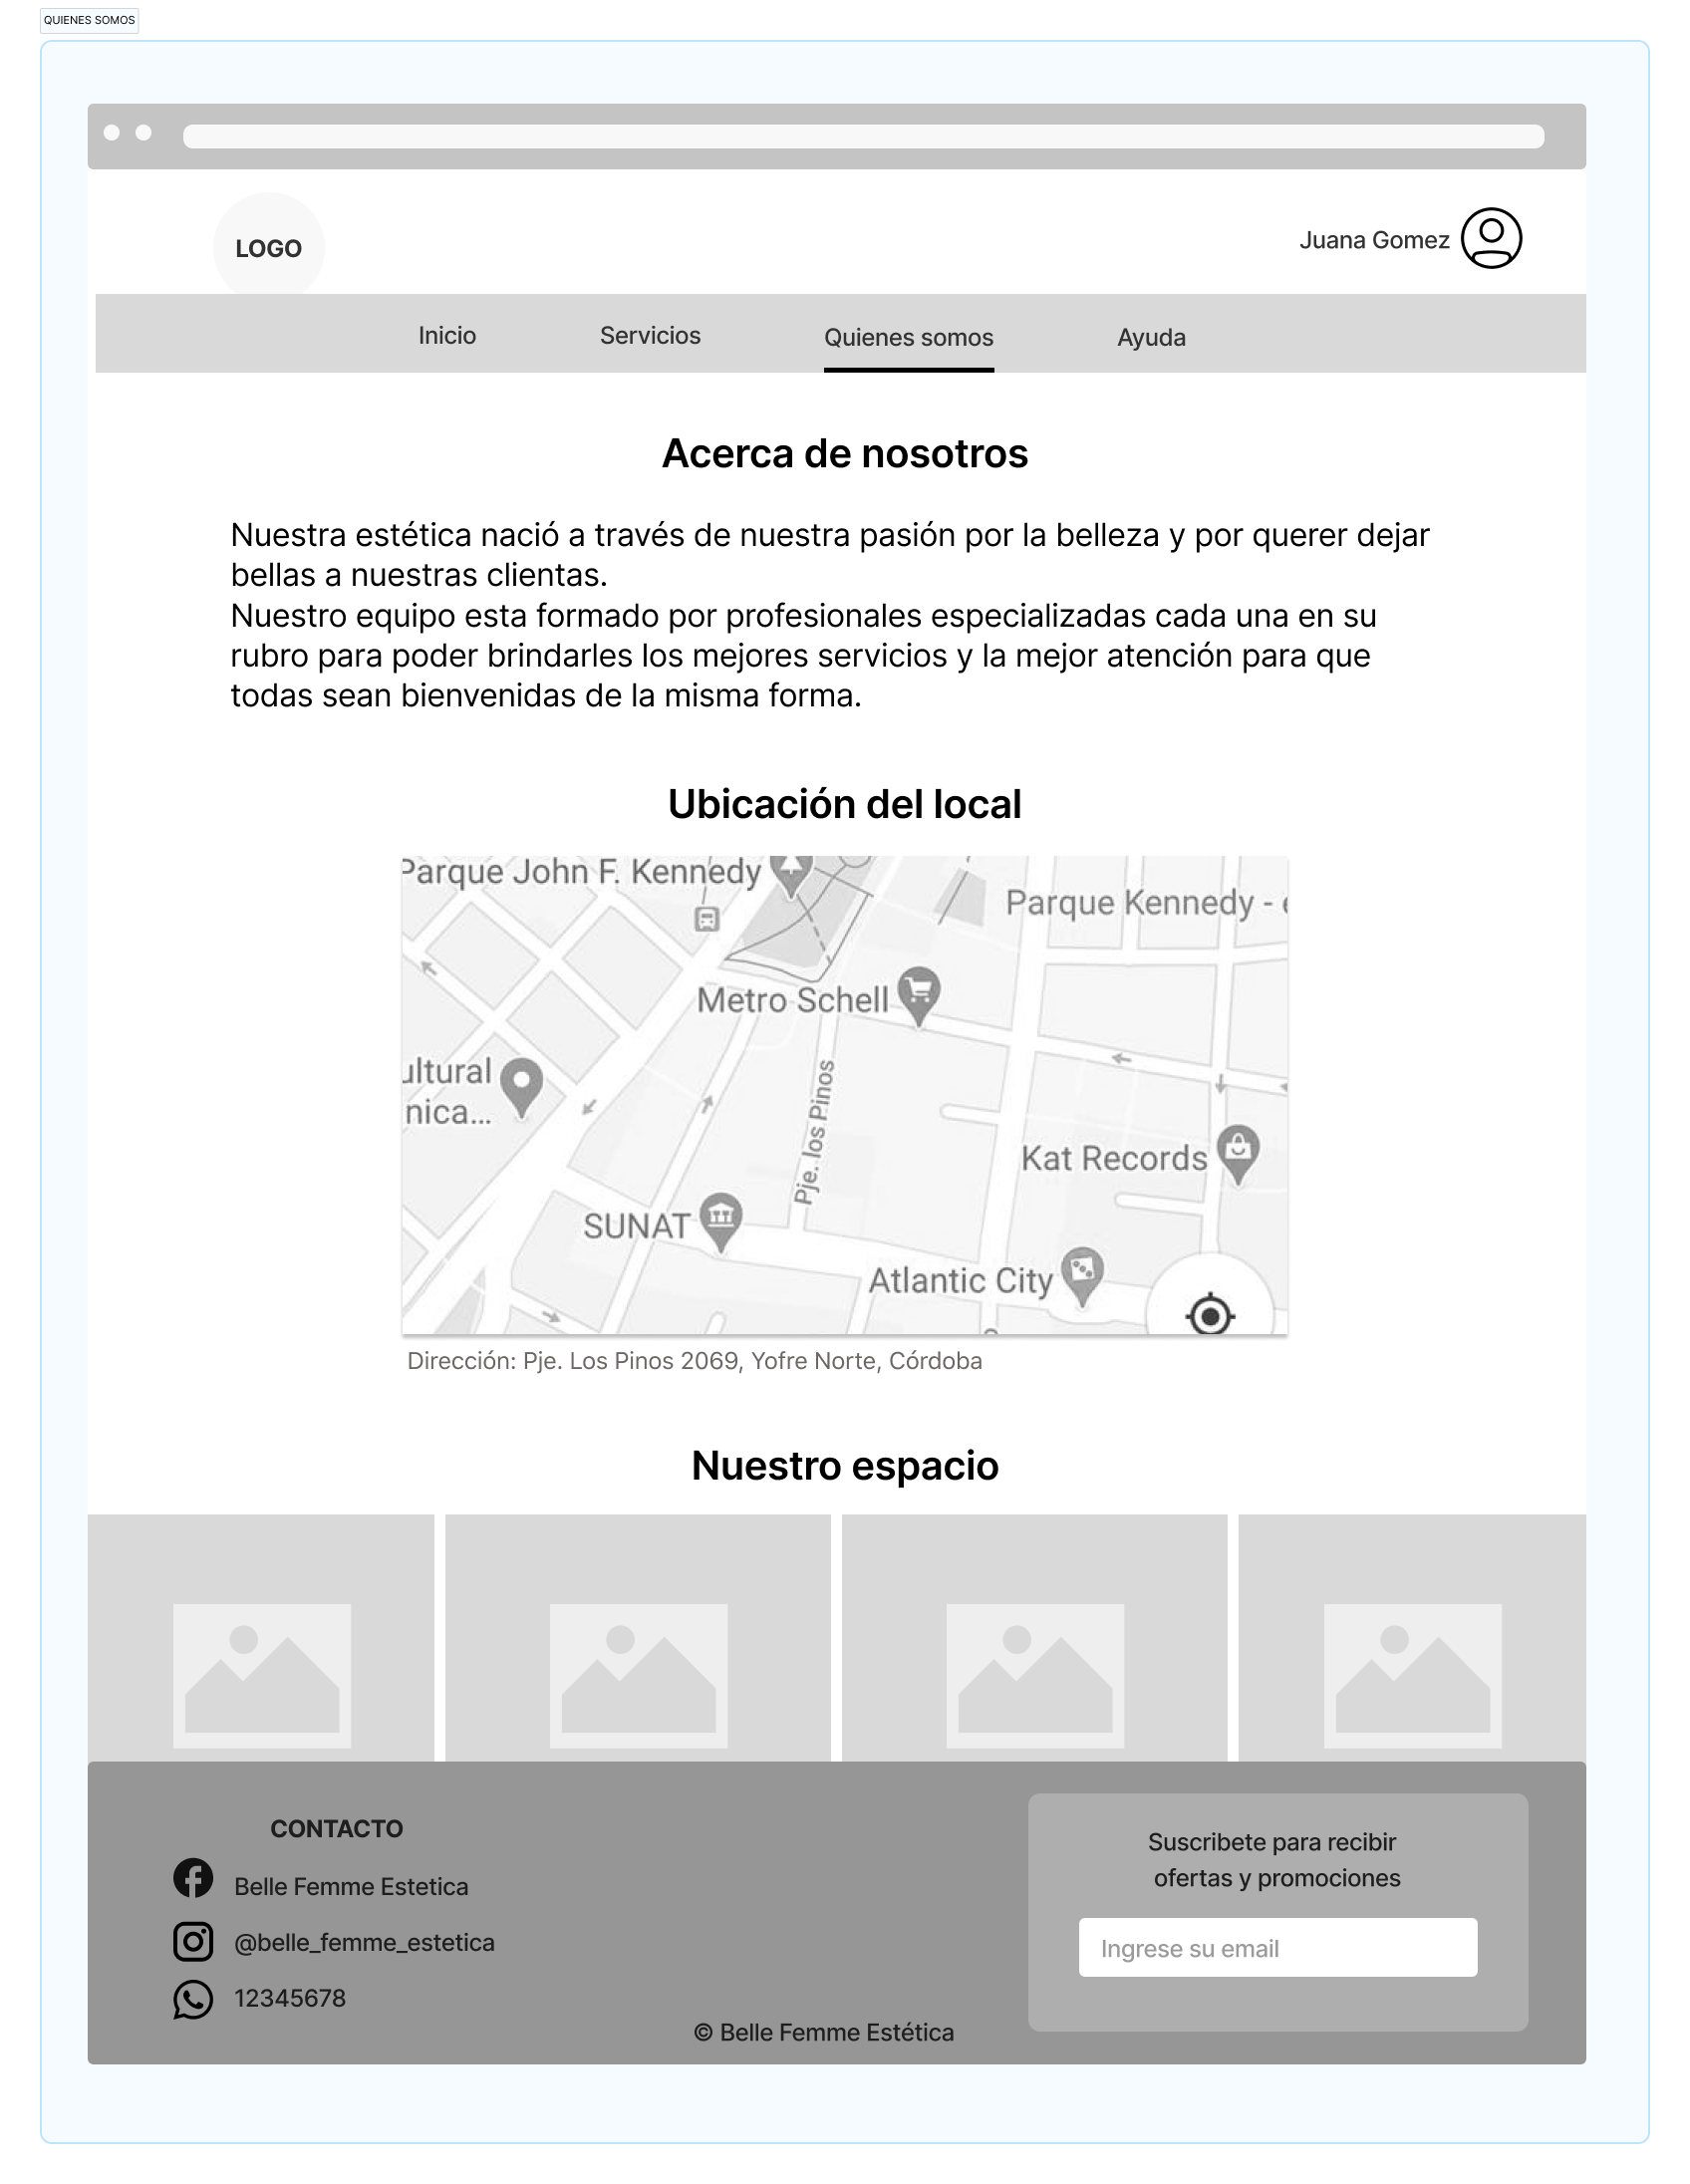 QUIENES SOMOS
LOGO
Juana Gomez
Inicio
Servicios
Quienes somos
Ayuda
Acerca de nosotros
Nuestra estética nació a través de nuestra pasión por la belleza y por querer dejar
bellas a nuestras clientas.
Nuestro equipo esta formado por profesionales especializadas cada una en su
rubro para poder brindarles los mejores servicios y la mejor atención para que
todas sean bienvenidas de la misma forma.
Ubicación del local
Parque John F. Kennedy
Parque Kennedy -
Metro Schell
ultural
nica...
Pje. los Pinos
Kat Records
SUNAT
Atlantic City
Dirección: Pje. Los Pinos 2069, Yofre Norte, Córdoba
Nuestro espacio
CONTACTO
Belle Femme Estetica
@belle_femme_estetica
12345678
© Belle Femme Estética
Suscribete para recibir
ofertas y promociones
Ingrese su email